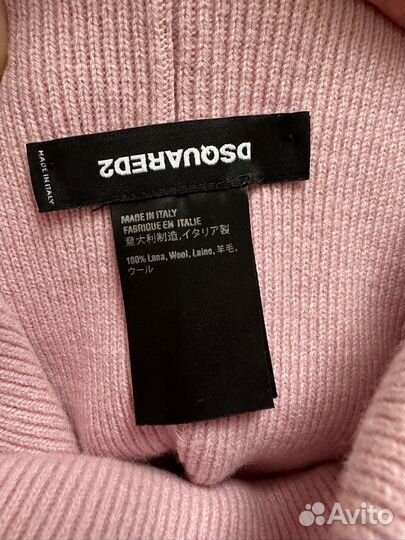 DSQUARED2
MADE IN ITALY
MADE IN ITALY
FABRIQUE EN ITALIE
意大利制造,イタリア製
100% Lana, Wool, Laine, 羊毛,
ウール
Avito